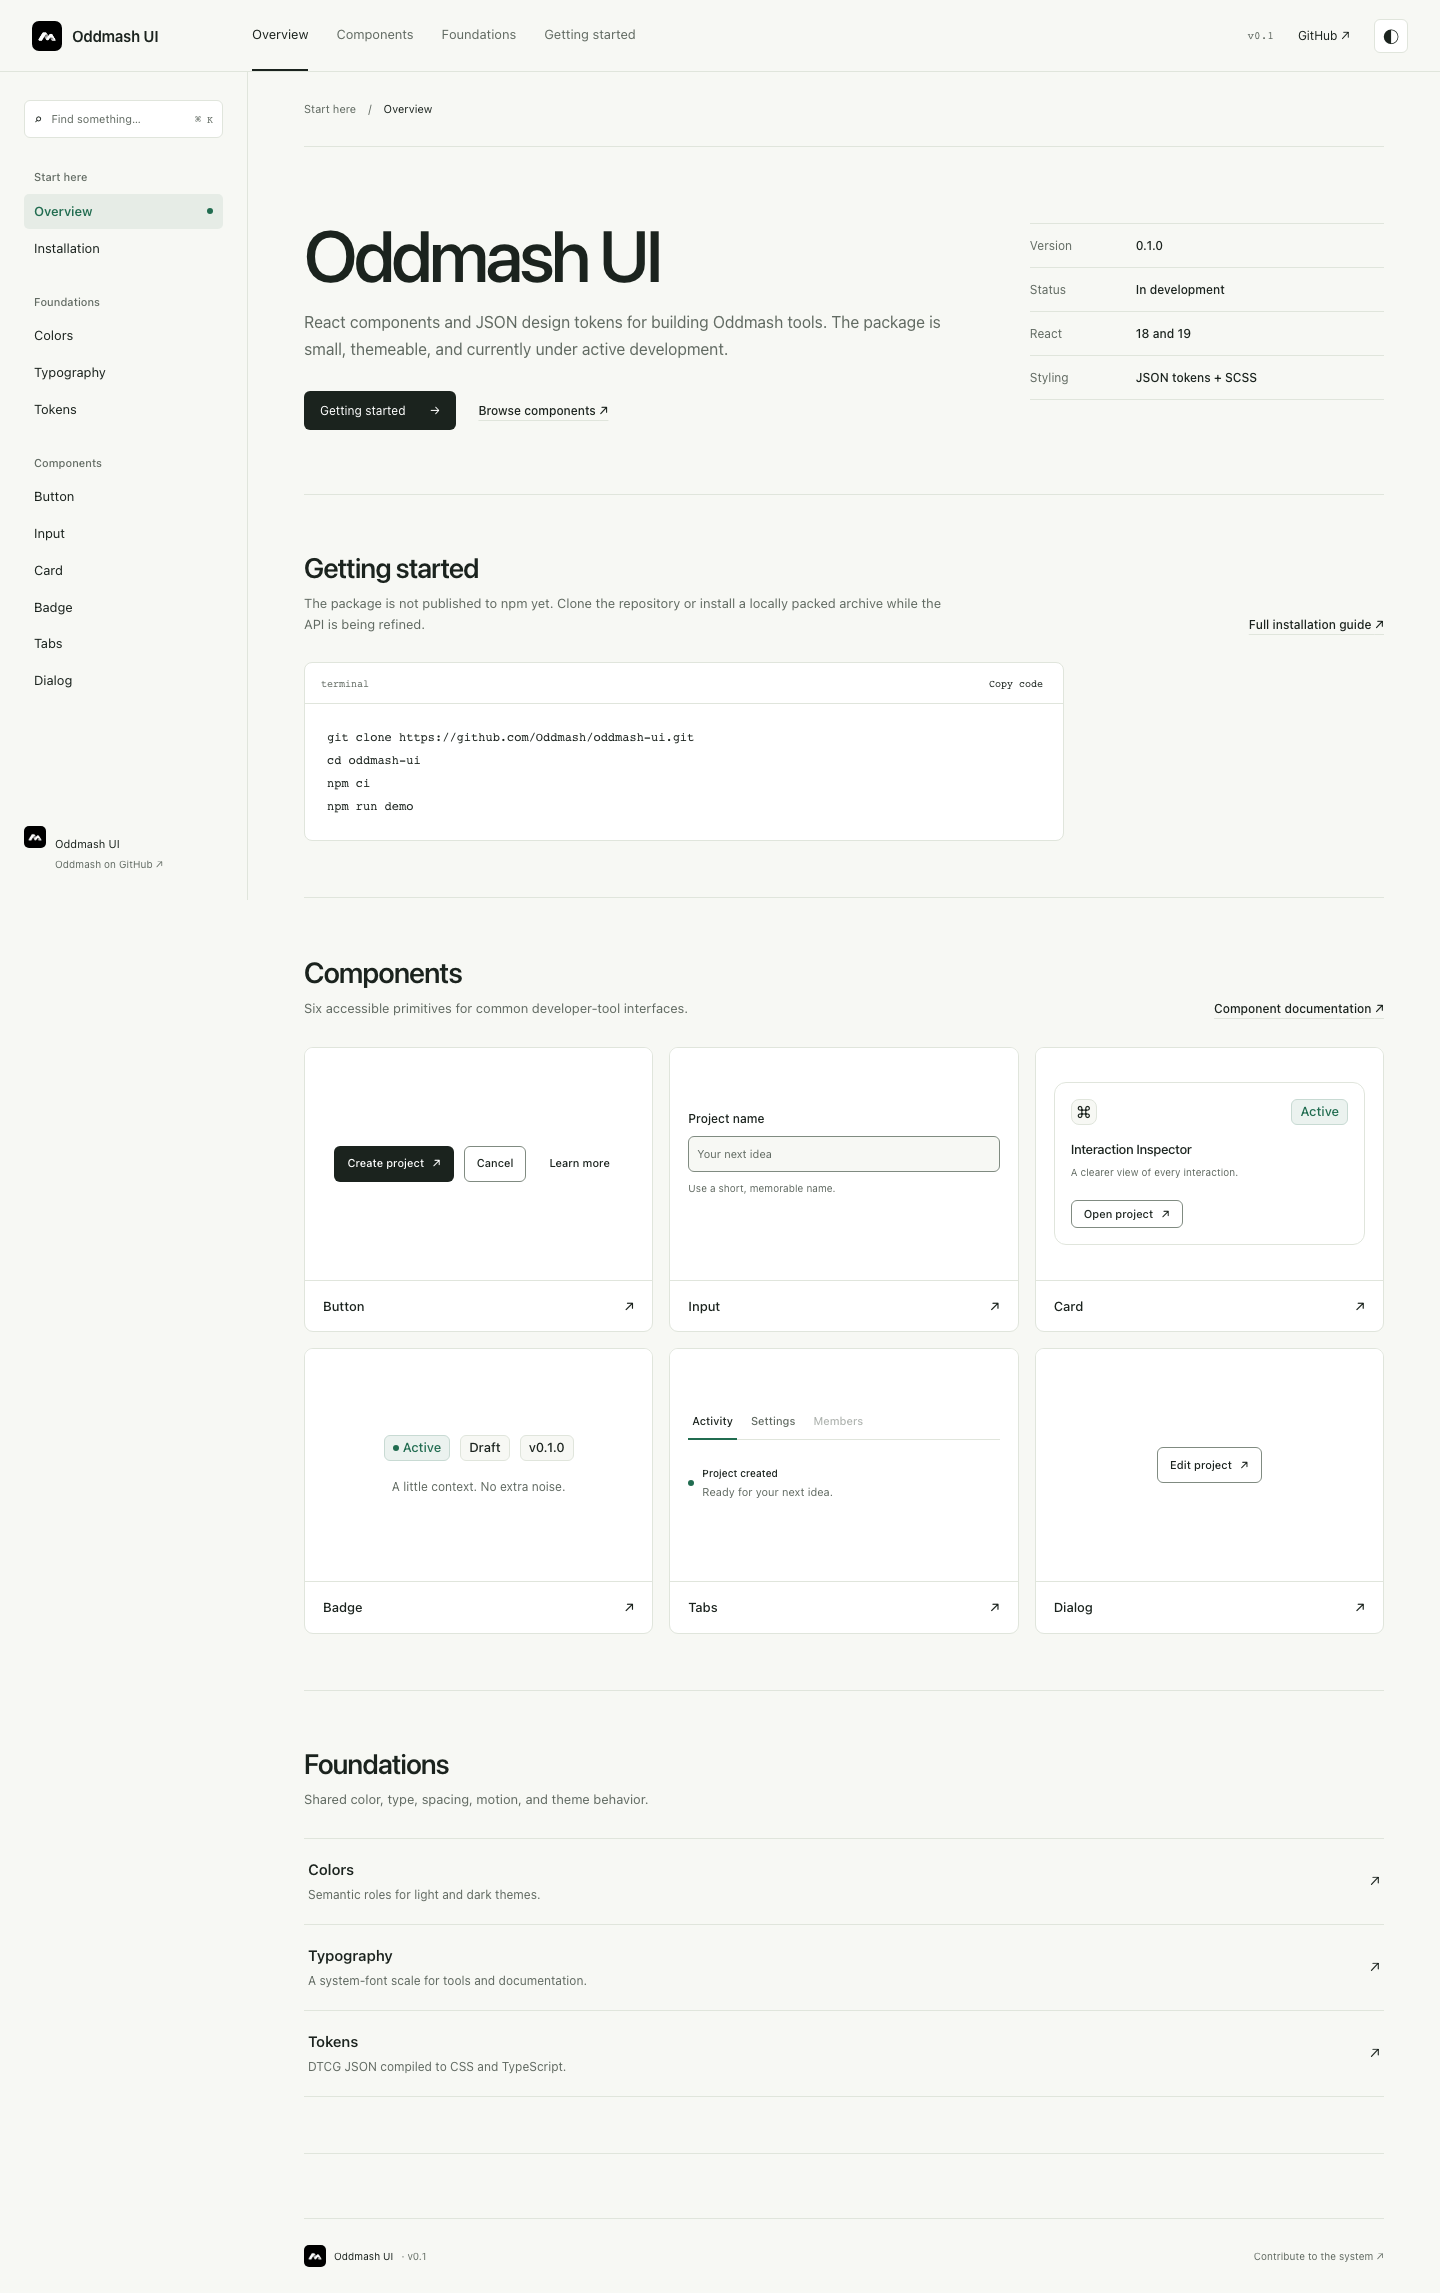 Oddmash UI
Overview
Components
Foundations
Getting started
v0.1
GitHub ↗
Find something...
⌘ K
Start here
Overview
Installation
Foundations
Colors
Typography
Tokens
Components
Button
Input
Card
Badge
Tabs
Dialog
Oddmash UI
Oddmash on GitHub ↗
Start here / Overview
Oddmash UI
React components and JSON design tokens for building Oddmash tools. The package is
small, themeable, and currently under active development.
Getting started →
Browse components ↗
Version 0.1.0
Status In development
React 18 and 19
Styling JSON tokens + SCSS
Getting started
The package is not published to npm yet. Clone the repository or install a locally packed archive while the
API is being refined.
Full installation guide ↗
terminal
Copy code
git clone https://github.com/Oddmash/oddmash-ui.git
cd oddmash-ui
npm ci
npm run demo
Components
Six accessible primitives for common developer-tool interfaces.
Component documentation ↗
Create project ↗
Cancel
Learn more
Button ↗
Project name
Your next idea
Use a short, memorable name.
Input ↗
⌘
Active
Interaction Inspector
A clearer view of every interaction.
Open project ↗
Card ↗
Active
Draft
v0.1.0
A little context. No extra noise.
Badge ↗
Activity
Settings
Members
Project created
Ready for your next idea.
Tabs ↗
Edit project ↗
Dialog ↗
Foundations
Shared color, type, spacing, motion, and theme behavior.
Colors
Semantic roles for light and dark themes.
↗
Typography
A system-font scale for tools and documentation.
↗
Tokens
DTCG JSON compiled to CSS and TypeScript.
↗
Oddmash UI · v0.1
Contribute to the system ↗